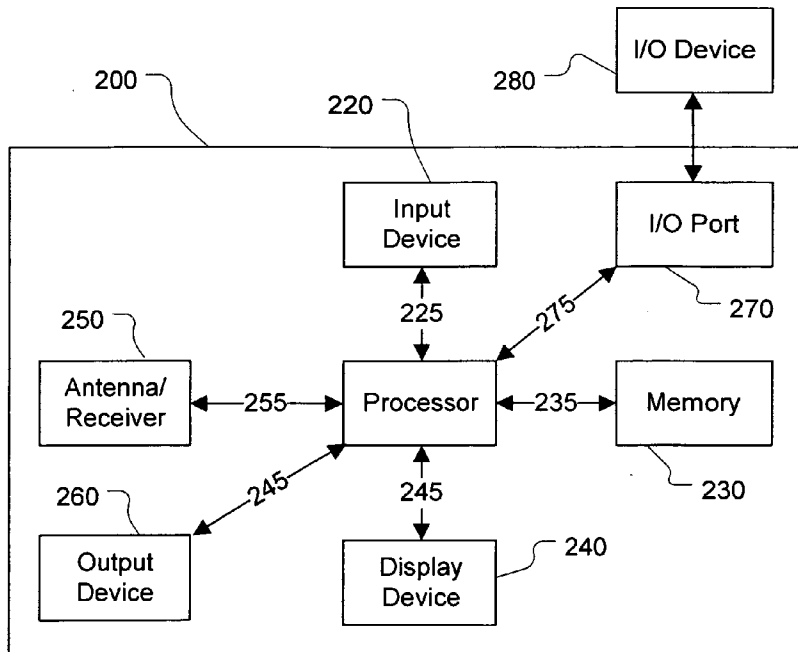 I/O Device
280
200
220
Input
Device
I/O Port
270
225
275
250
Antenna/
Receiver
255
Processor
235
Memory
230
245
245
260
Output
Device
Display
Device
240